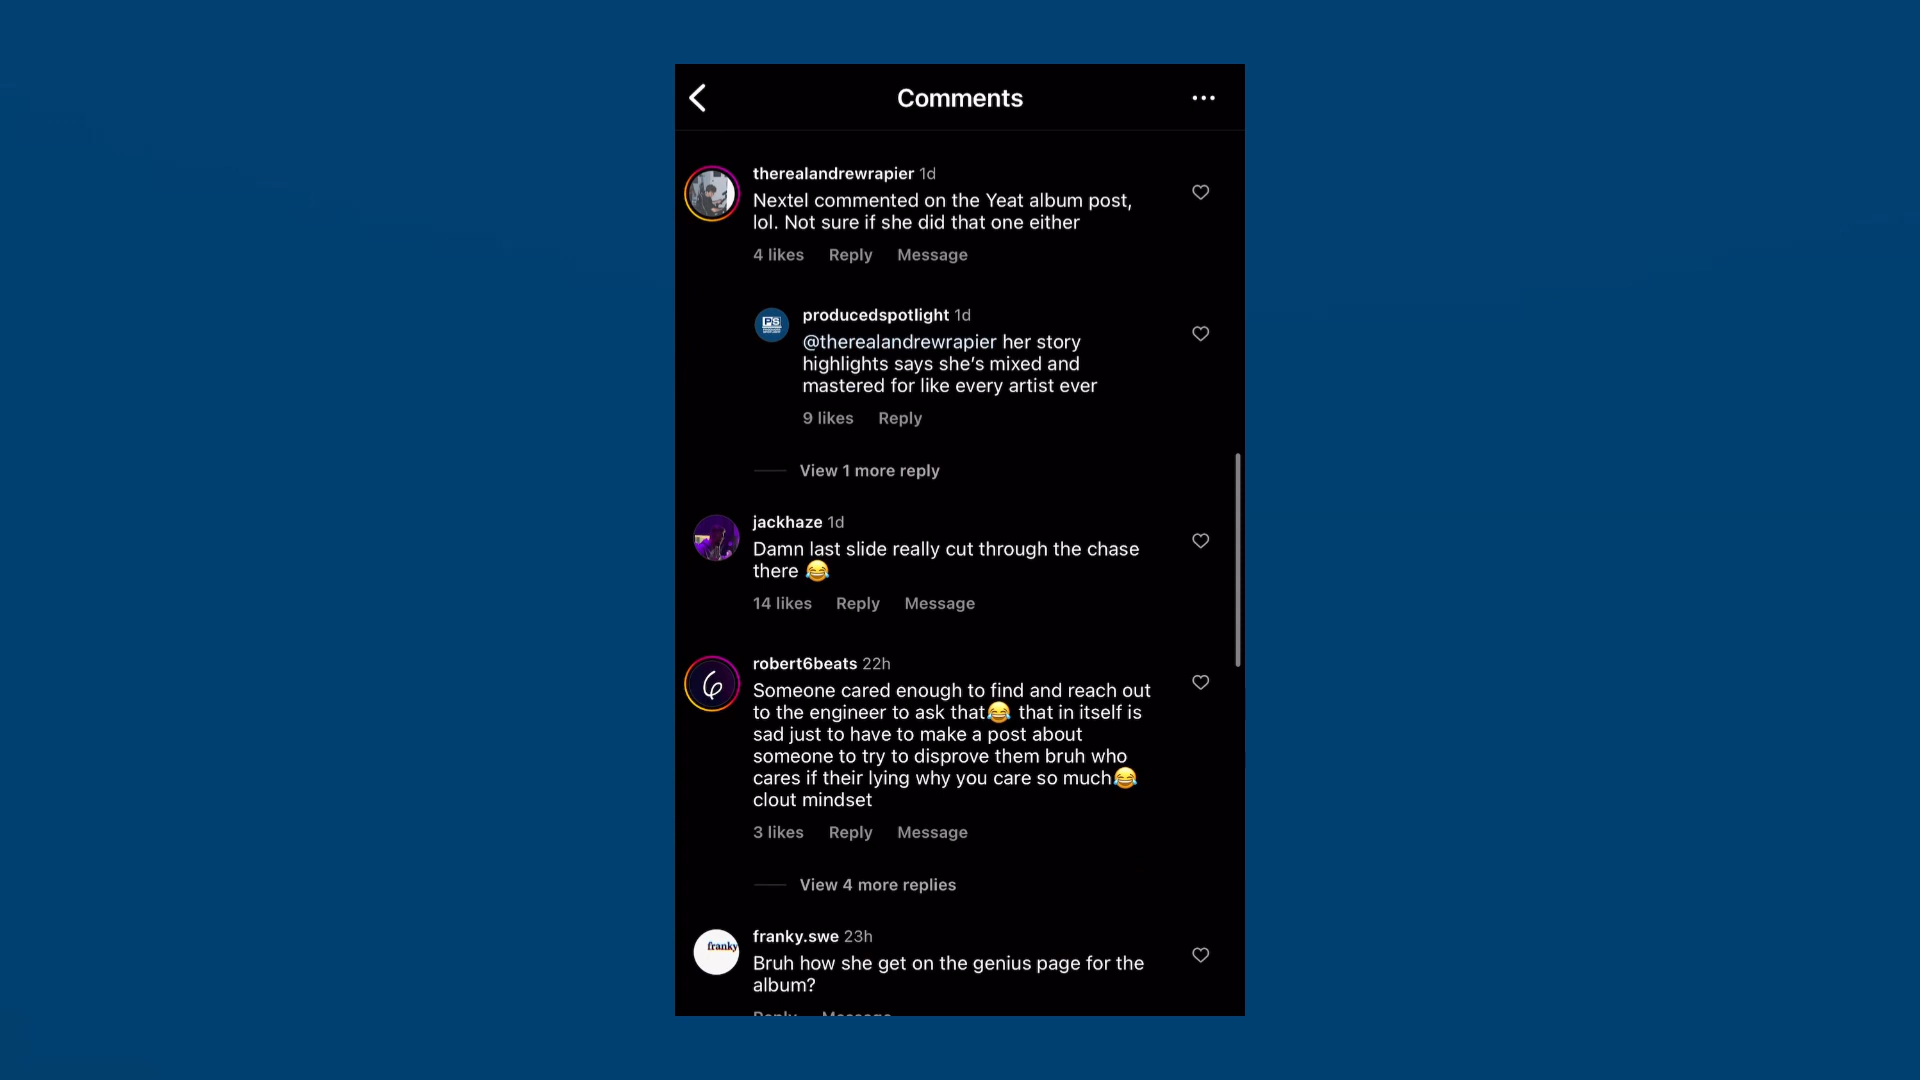 Comments
therealandrewrapier 1d
Nextel commented on the Yeat album post,
lol. Not sure if she did that one either
4 likes Reply Message
PS
producedspotlight 1d
@therealandrewrapier her story
highlights says she’s mixed and
mastered for like every artist ever
9 likes Reply
View 1 more reply
jackhaze 1d
Damn last slide really cut through the chase
there 😂
14 likes Reply Message
robert6beats 22h
Someone cared enough to find and reach out
to the engineer to ask that😂 that in itself is
sad just to have to make a post about
someone to try to disprove them bruh who
cares if their lying why you care so much😂
clout mindset
3 likes Reply Message
View 4 more replies
franky
franky.swe 23h
Bruh how she get on the genius page for the
album?
Reply Message